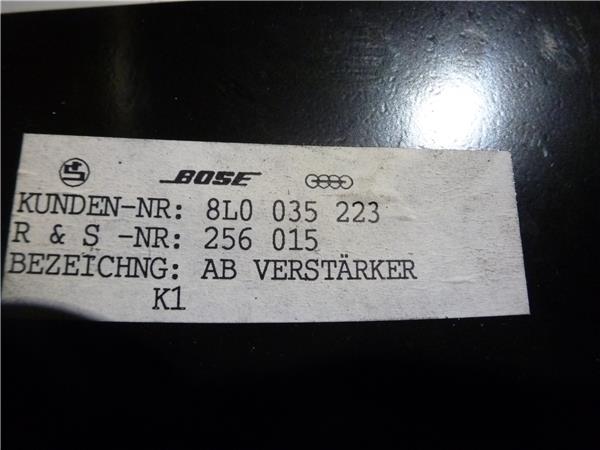 BOSE
KUNDEN-NR: 8L0 035 223
R & S -NR: 256 015
BEZEICHNG: AB VERSTÄRKER
K1